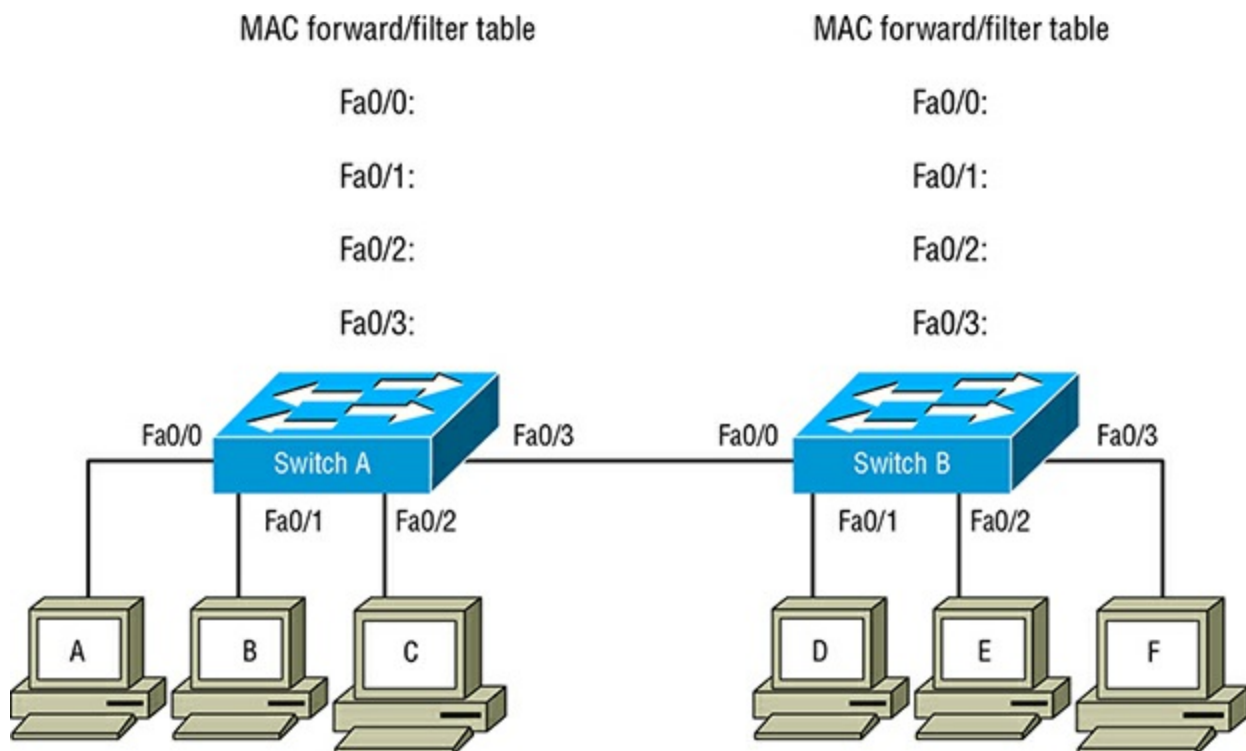 MAC forward/filter table
Fa0/0:
Fa0/1:
Fa0/2:
Fa0/3:
MAC forward/filter table
Fa0/0:
Fa0/1:
Fa0/2:
Fa0/3:
Fa0/0
Switch A
Fa0/3
Fa0/1
Fa0/2
Fa0/0
Switch B
Fa0/3
Fa0/1
Fa0/2
A
B
C
D
E
F